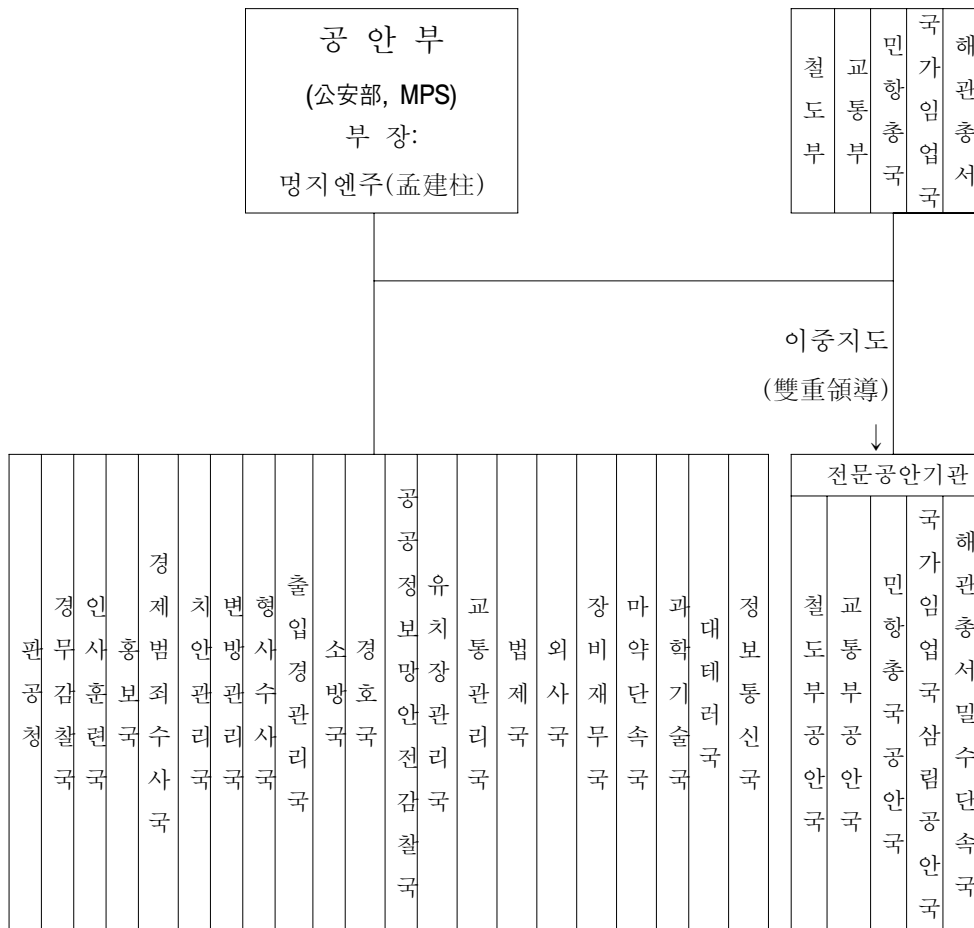 공 안 부
(公安部, MPS)
부 장:
멍지엔주(孟建柱)
철도부
교통부
민항총국
국가임업국
해관총서
이중지도
(雙重領導)
↓
판공청
경무감찰국
인사훈련국
홍보국
경제범죄수사국
치안관리국
변방관리국
형사수사국
출입경관리국
소방국
경호국
공공정보망안전감찰국
유치장관리국
교통관리국
법제국
외사국
장비재무국
마약단속국
과학기술국
대테러국
정보통신국
전문공안기관
철도부공안국
교통부공안국
민항총국공안국
국가임업국삼림공안국
해관총서밀수단속국